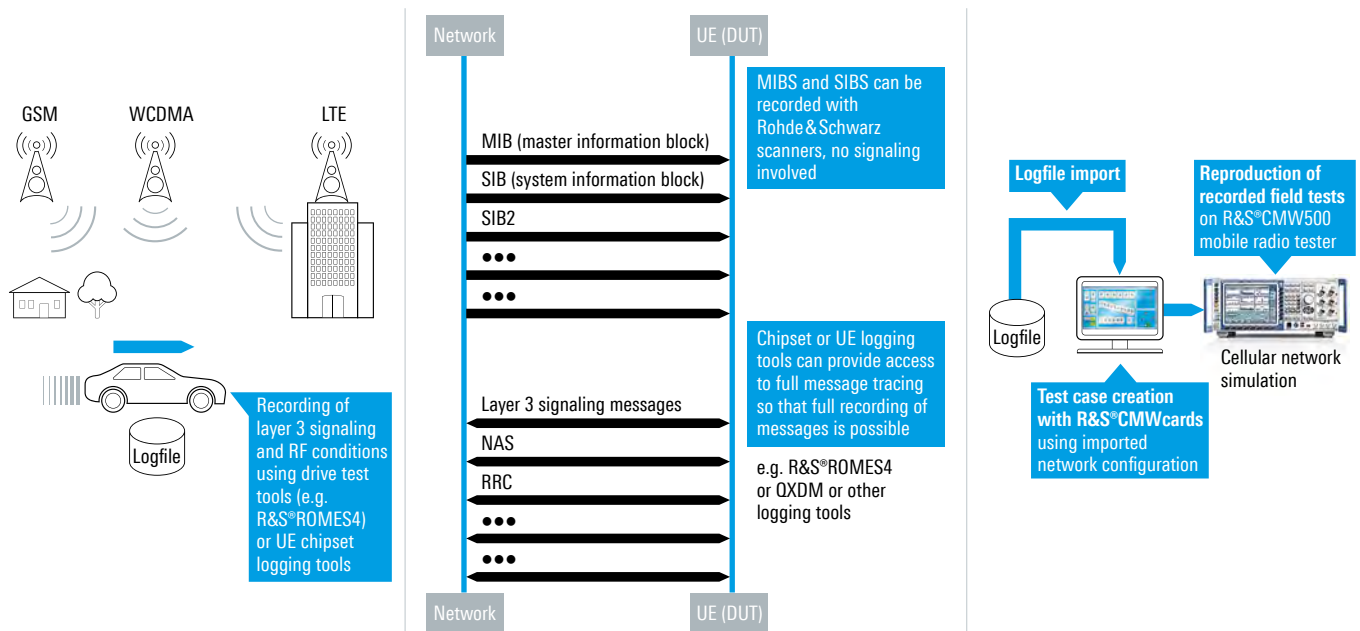 GSM
WCDMA
LTE
Logfile
Recording of
layer 3 signaling
and RF conditions
using drive test
tools (e.g.
R&S®ROMES4)
or UE chipset
logging tools
Network
UE (DUT)
MIB (master information block)
SIB (system information block)
SIB2
●●●
●●●
MIBS and SIBS can be
recorded with
Rohde & Schwarz
scanners, no signaling
involved
Layer 3 signaling messages
NAS
RRC
●●●
●●●
Chipset or UE logging
tools can provide access
to full message tracing
so that full recording of
messages is possible
e.g. R&S®ROMES4
or QXDM or other
logging tools
Network
UE (DUT)
Logfile import
Logfile
Test case creation
with R&S®CMWcards
using imported
network configuration
Reproduction of
recorded field tests
on R&S®CMW500
mobile radio tester
Cellular network
simulation